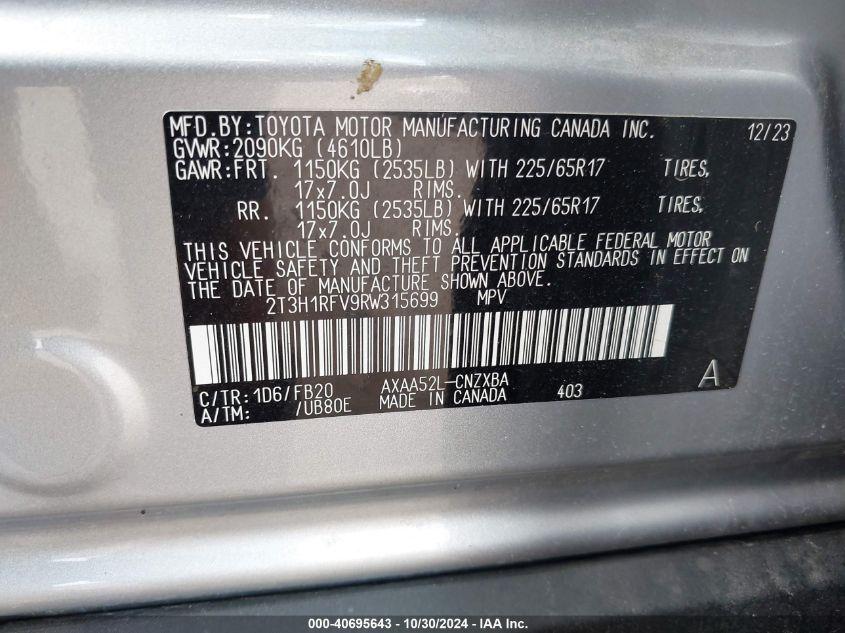 MFD.BY:TOYOTA MOTOR MANUFACTURING CANADA INC. 12/23
GVWR:2090KG (4610LB)
GAWR:FRT. 1150KG (2535LB) WITH 225/65R17 TIRES,
17x7.0J RIMS.
RR. 1150KG (2535LB) WITH 225/65R17 TIRES,
17x7.0J RIMS.
THIS VEHICLE CONFORMS TO ALL APPLICABLE FEDERAL MOTOR
VEHICLE SAFETY AND THEFT PREVENTION STANDARDS IN EFFECT ON
THE DATE OF MANUFACTURE SHOWN ABOVE.
2T3H1RFV9RW315699 MPV
C/TR:1D6/FB20 AXAA52L-CNZXBA A
A/TM: /UB80E MADE IN CANADA 403
000-40695643 - 10/30/2024 - IAA Inc.